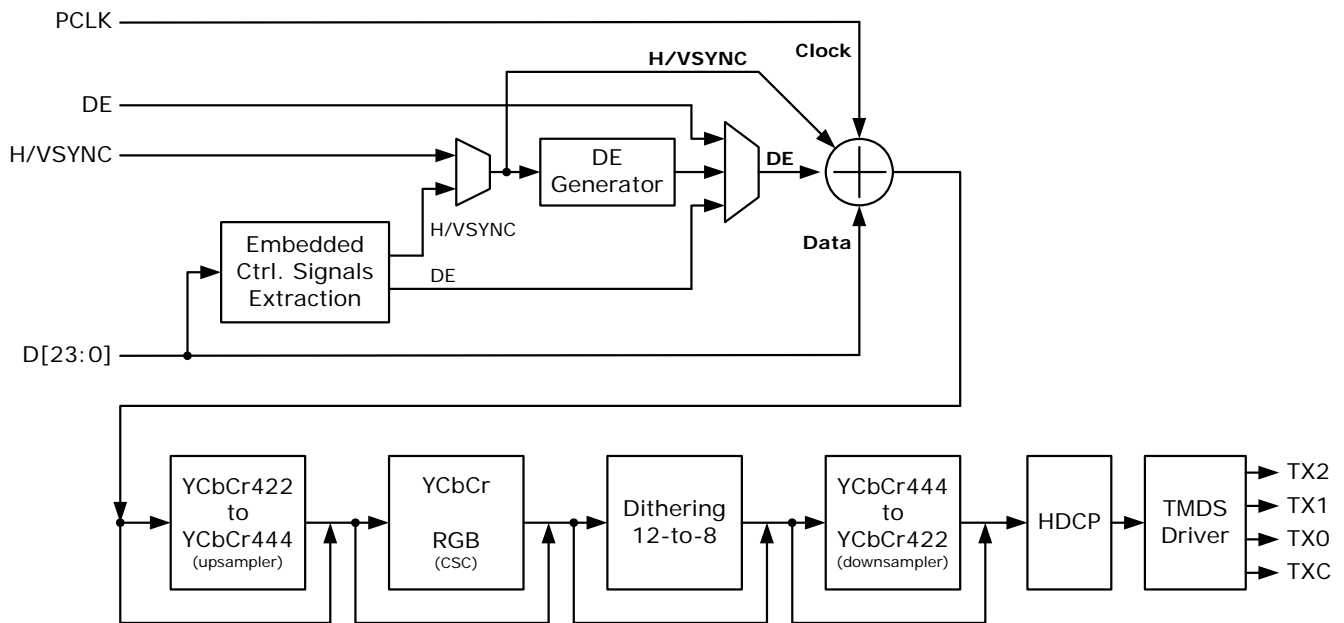 PCLK
Clock
H/VSYNC
DE
H/VSYNC
DE
Generator
DE
H/VSYNC
Embedded
Ctrl. Signals
Extraction
DE
Data
D[23:0]
YCbCr422
to
YCbCr444
(upsampler)
YCbCr
RGB
(CSC)
Dithering
12-to-8
YCbCr444
to
YCbCr422
(downsampler)
HDCP
TMDS
Driver
TX2
TX1
TX0
TXC